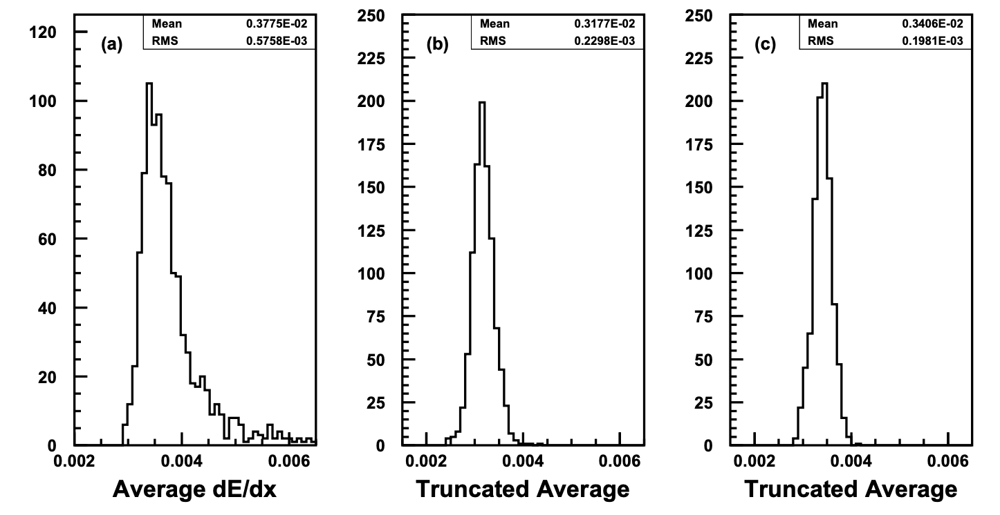 (a)
Mean 0.3775E-02
RMS 0.5758E-03
120
100
80
60
40
20
0
0.002 0.004 0.006
Average dE/dx
(b)
Mean 0.3177E-02
RMS 0.2298E-03
250
225
200
175
150
125
100
75
50
25
0
0.002 0.004 0.006
Truncated Average
(c)
Mean 0.3406E-02
RMS 0.1981E-03
250
225
200
175
150
125
100
75
50
25
0
0.002 0.004 0.006
Truncated Average